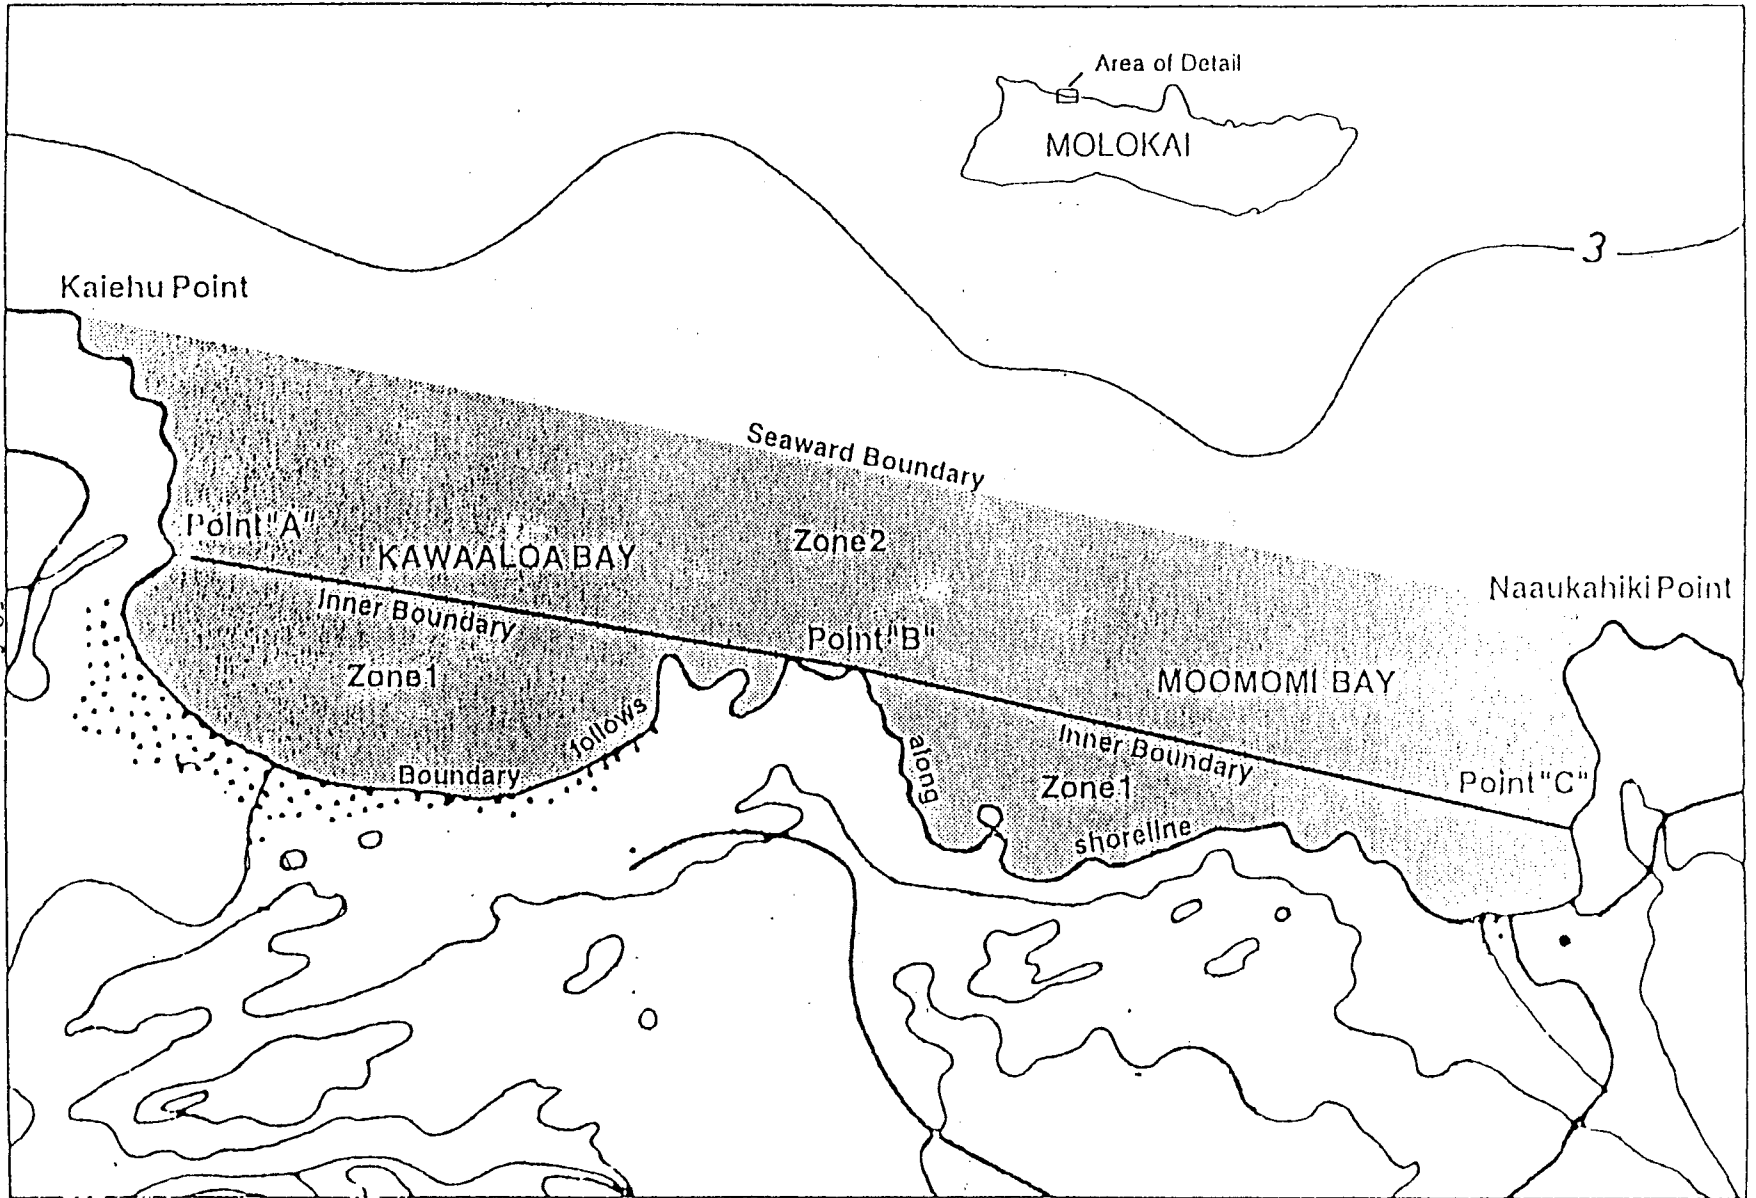 Area of Detail
MOLOKAI
3
Kaiehu Point
Seaward Boundary
Point "A"
KAWAALOA BAY
Zone 2
Naaukahiki Point
Inner Boundary
Point "B"
Zone 1
MOOMOMI BAY
Inner Boundary
Point "C"
Boundary
follows
along
Zone 1
shoreline